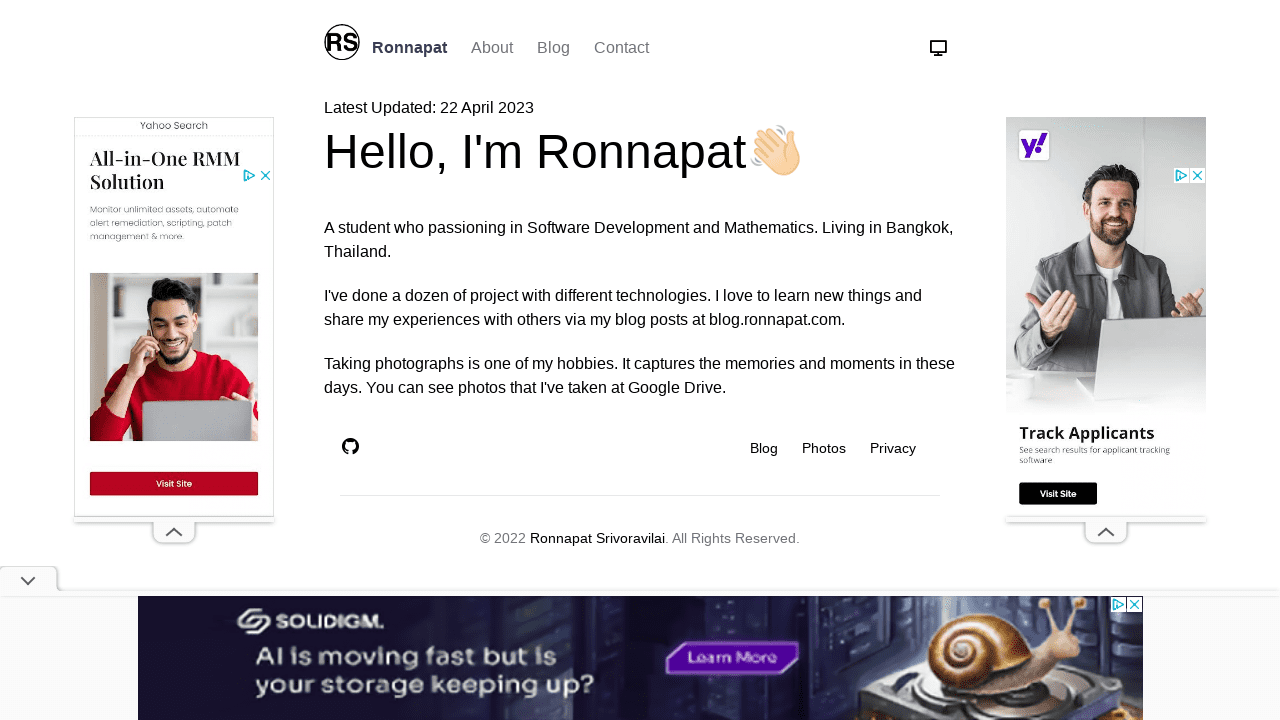 RS Ronnapat About Blog Contact
Latest Updated: 22 April 2023
Hello, I'm Ronnapat👋🏻
A student who passioning in Software Development and Mathematics. Living in Bangkok,
Thailand.
I've done a dozen of project with different technologies. I love to learn new things and
share my experiences with others via my blog posts at blog.ronnapat.com.
Taking photographs is one of my hobbies. It captures the memories and moments in these
days. You can see photos that I've taken at Google Drive.
Blog Photos Privacy
© 2022 Ronnapat Srivoravilai. All Rights Reserved.
Yahoo Search
All-in-One RMM
Solution
Monitor unlimited assets, automate
alert remediation, scripting, patch
management & more.
Visit Site
y!
Track Applicants
See search results for applicant tracking
software
Visit Site
SOLIDIGM.
AI is moving fast but is
your storage keeping up?
Learn More